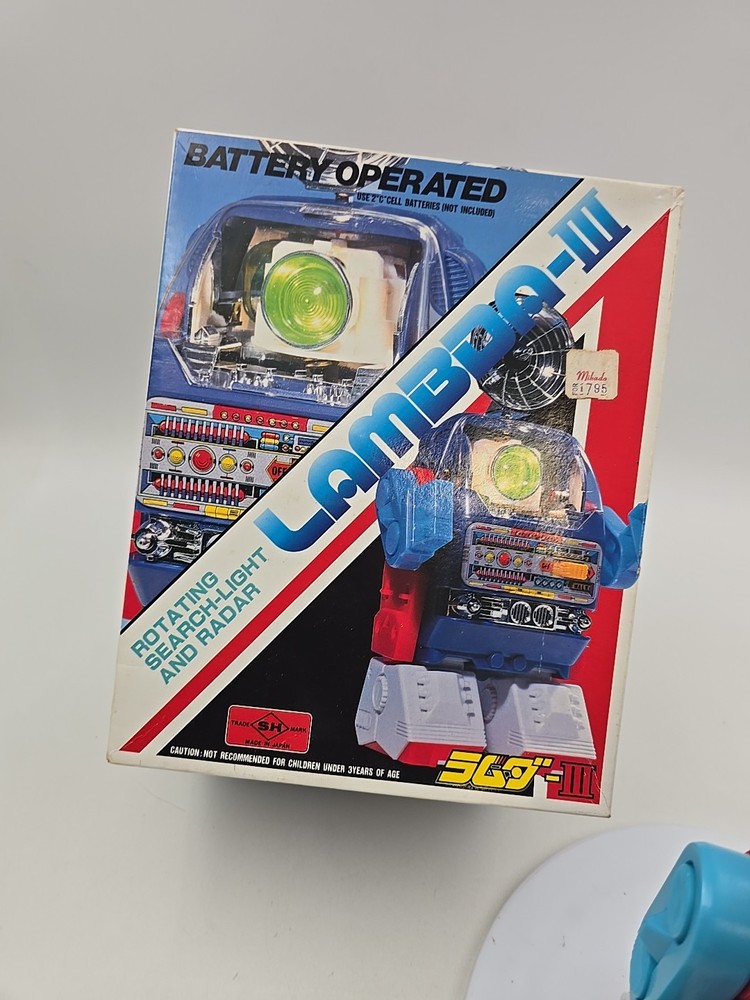 BATTERY OPERATED
USE 2"C"CELL BATTERIES (NOT INCLUDED)
LAMBDA-III
Mikado
1795
OFF
ROTATING
SEARCH-LIGHT
AND RADAR
TRADE SH MARK
MADE IN JAPAN
CAUTION: NOT RECOMMENDED FOR CHILDREN UNDER 3YEARS OF AGE
ラムダ-III